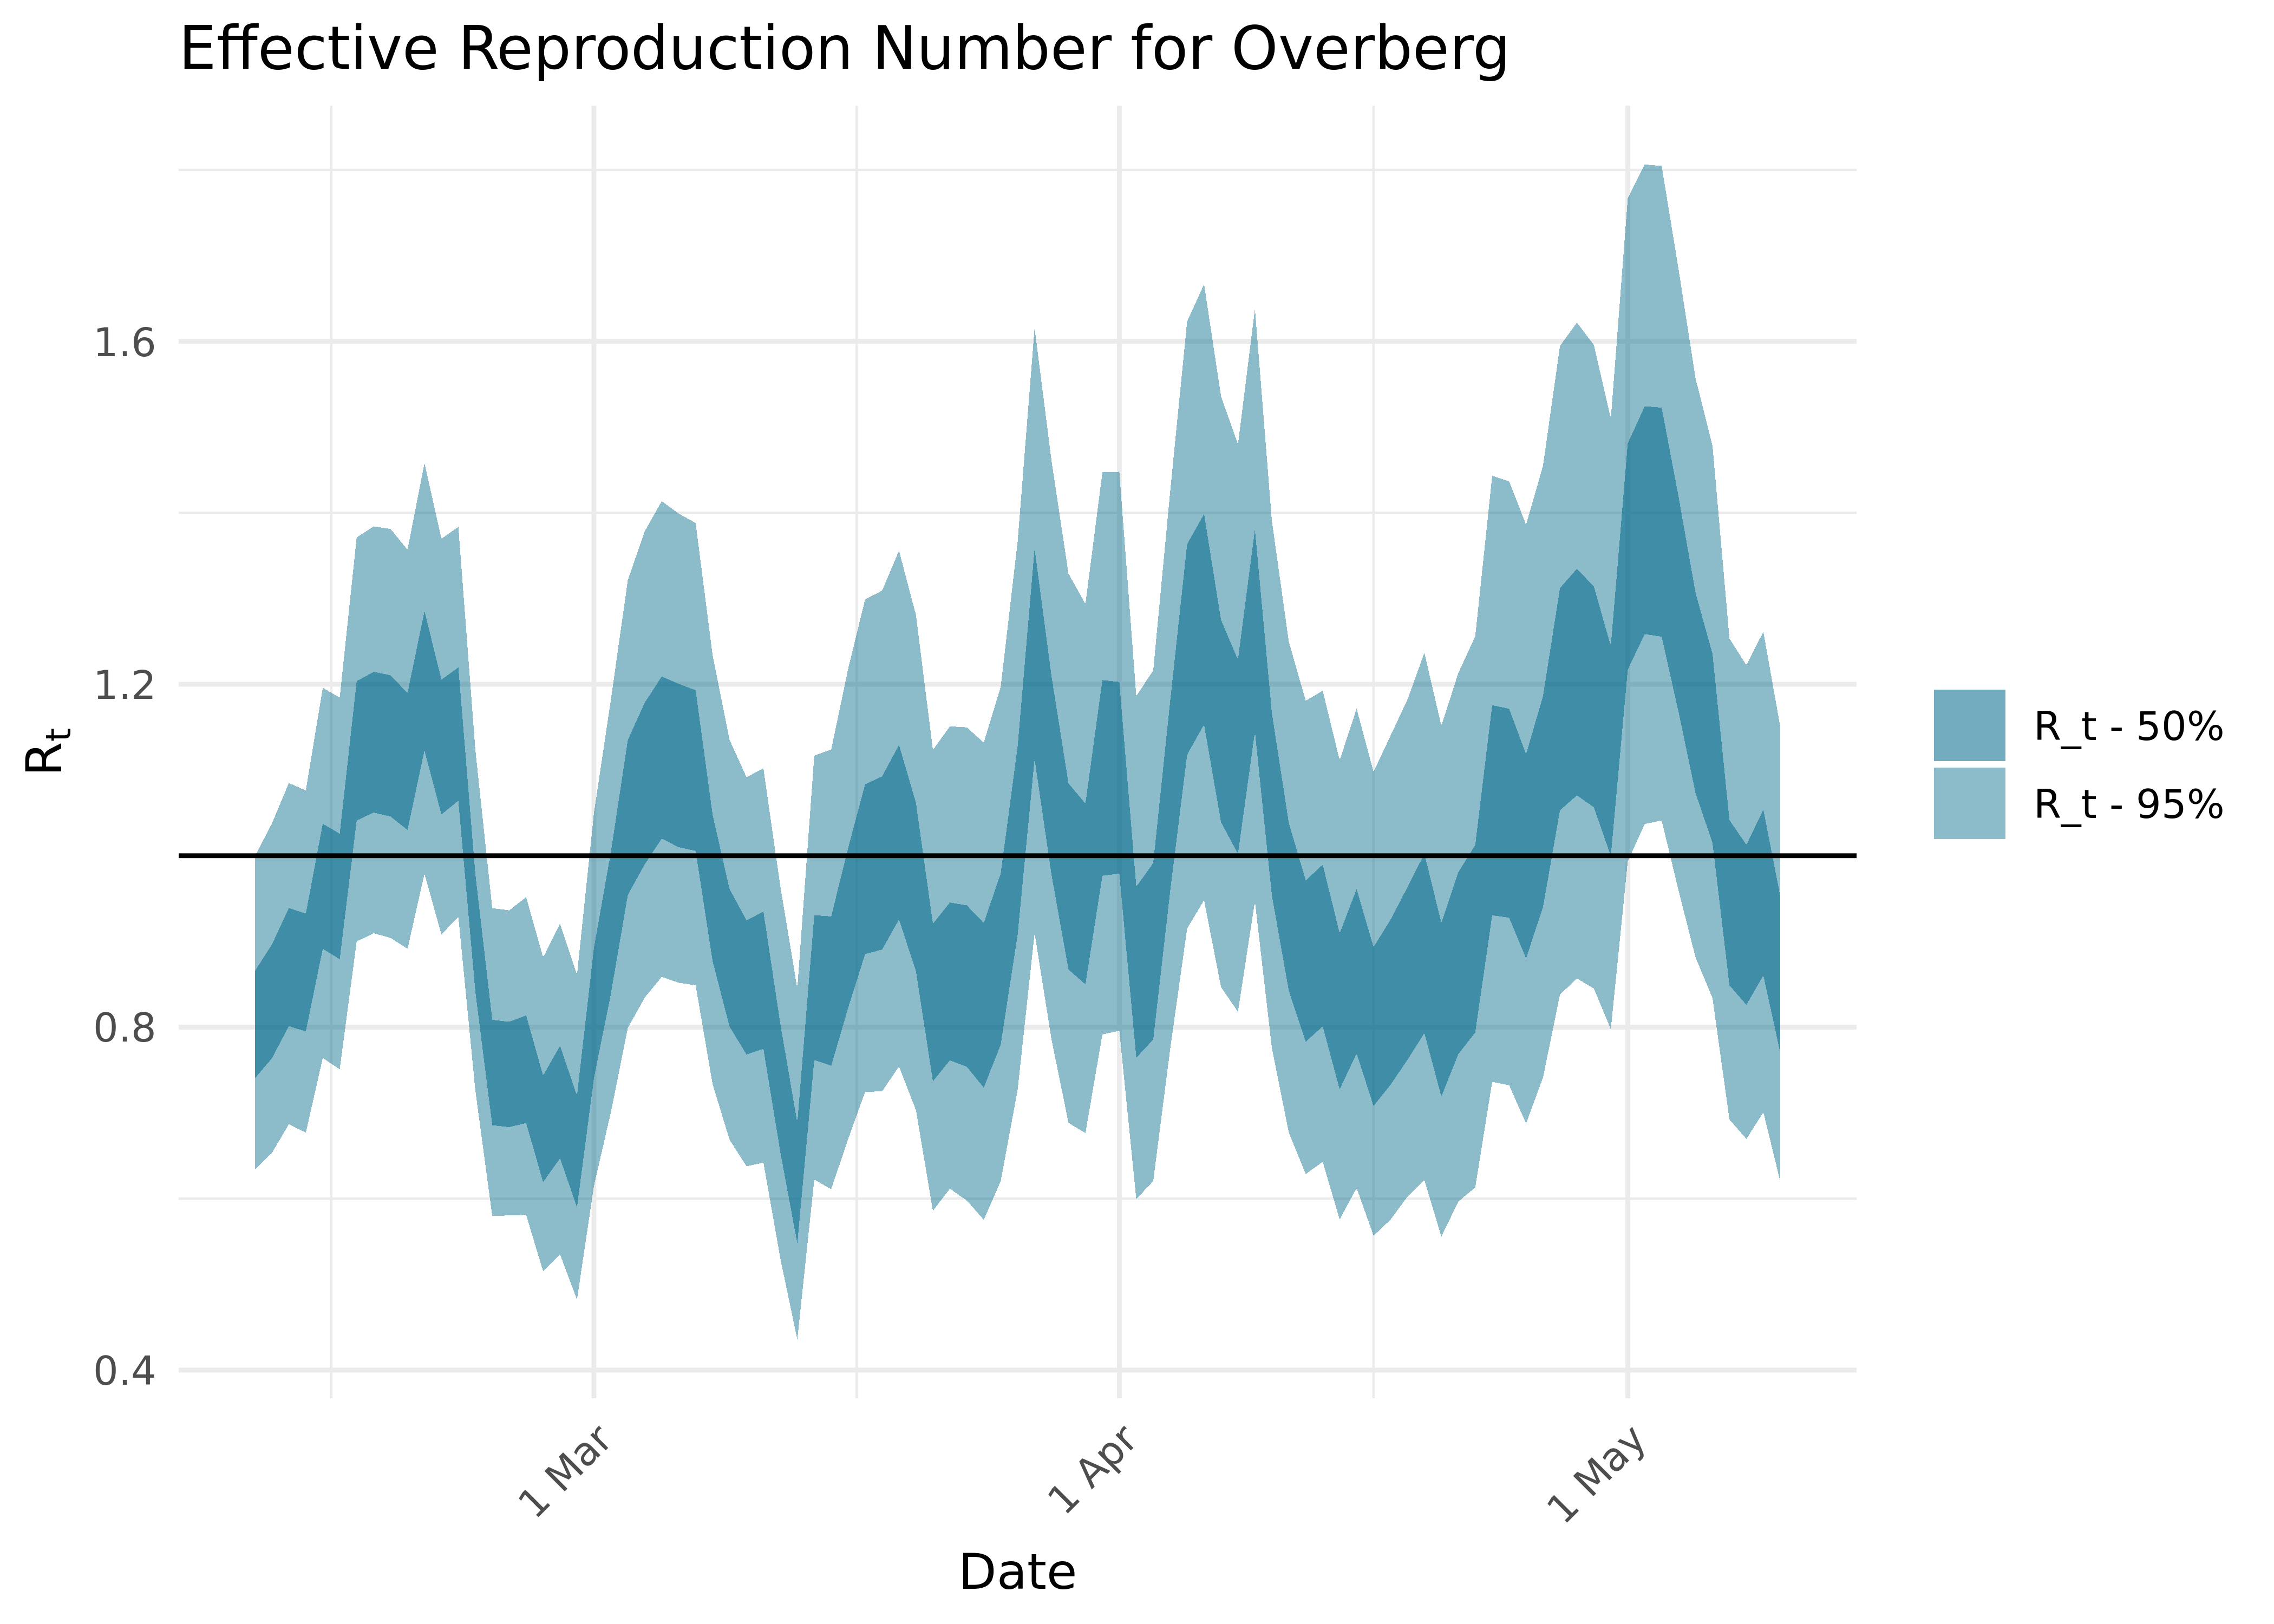 Effective Reproduction Number for Overberg
R_t
1.6
1.2
0.8
0.4
1 Mar
1 Apr
1 May
Date
R_t - 50%
R_t - 95%